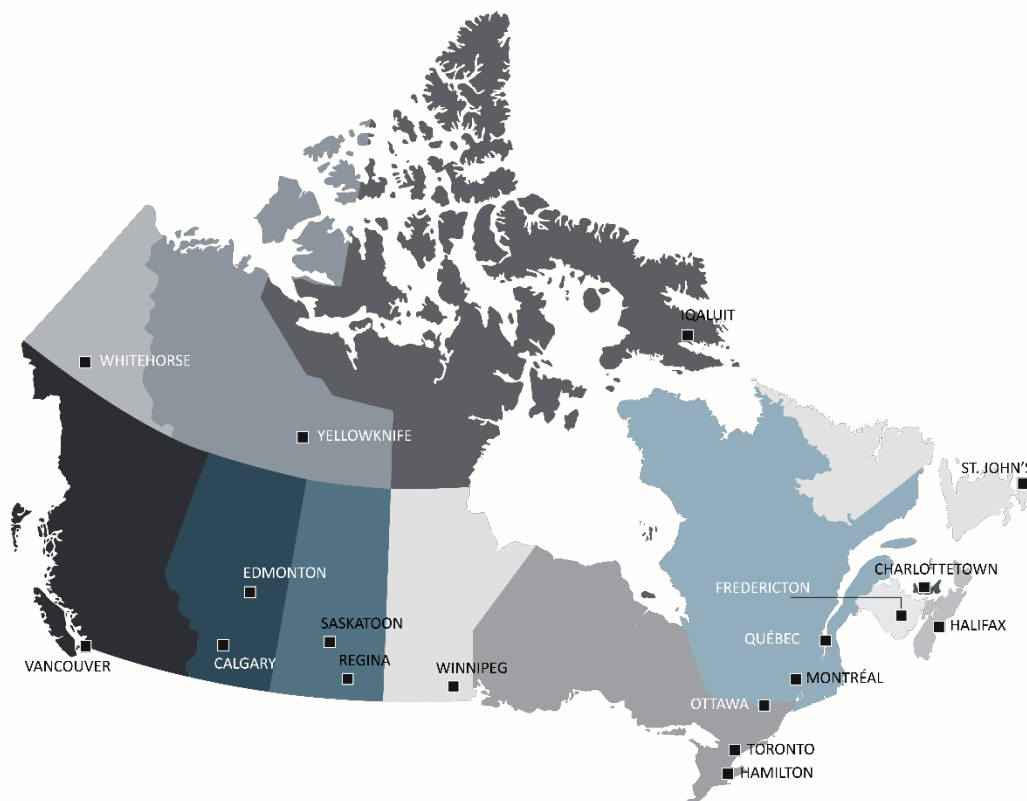 IQALUIT
WHITEHORSE
YELLOWKNIFE
ST. JOHN'S
EDMONTON
CHARLOTTETOWN
FREDERICTON
SASKATOON
HALIFAX
QUÉBEC
VANCOUVER
CALGARY
REGINA
WINNIPEG
MONTRÉAL
OTTAWA
TORONTO
HAMILTON